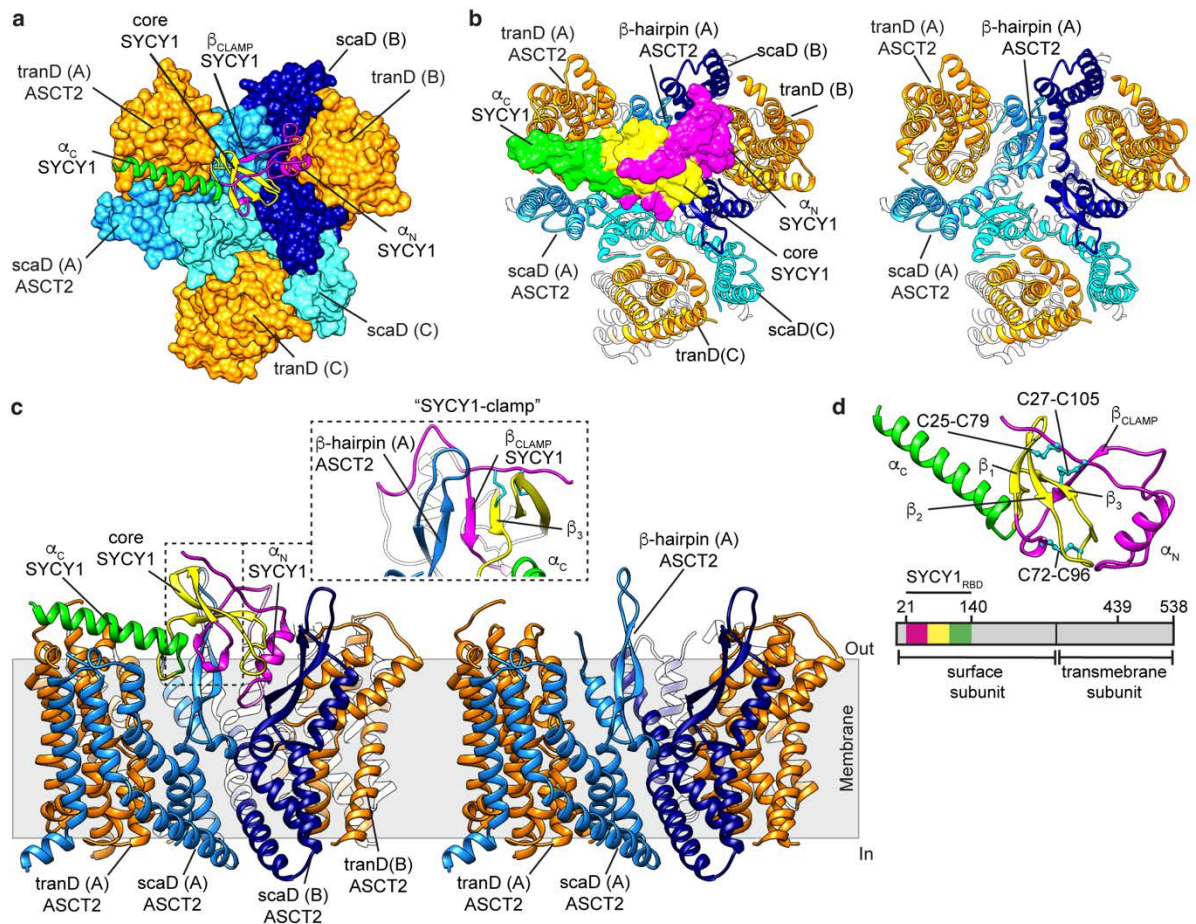 a
core
SYCY1
βCLAMP
SYCY1
scaD (B)
tranD (A)
ASCT2
tranD (B)
αC
SYCY1
αN
SYCY1
scaD (A)
ASCT2
scaD (C)
tranD (C)
b
β-hairpin (A)
ASCT2
tranD (A)
ASCT2
scaD (B)
tranD (B)
αC
SYCY1
αN
SYCY1
core
SYCY1
scaD (A)
ASCT2
scaD(C)
tranD(C)
tranD (A)
ASCT2
β-hairpin (A)
ASCT2
scaD (A)
ASCT2
c
"SYCY1-clamp"
β-hairpin (A)
ASCT2
βCLAMP
SYCY1
β3
αC
αC
SYCY1
core
SYCY1
αN
SYCY1
β-hairpin (A)
ASCT2
Out
Membrane
In
tranD (A)
ASCT2
scaD (A)
ASCT2
scaD (B)
ASCT2
tranD(B)
ASCT2
tranD (A)
ASCT2
scaD (A)
ASCT2
d
C27-C105
C25-C79
βCLAMP
αC
β1
β2
β3
αN
C72-C96
SYCY1RBD
21
140
439
538
surface
subunit
transmebrane
subunit